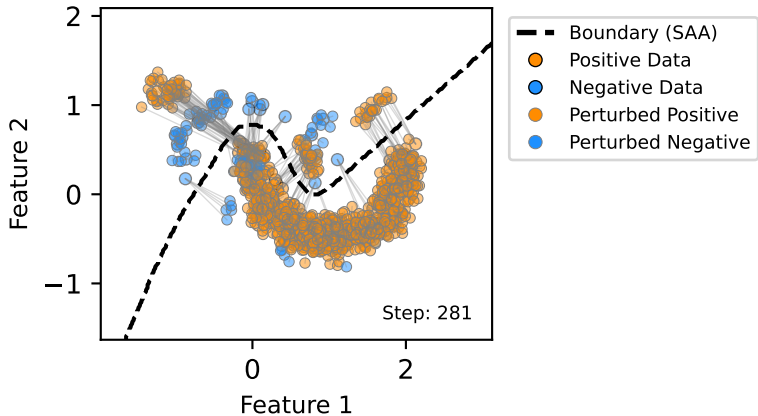 2
1
0
−1
Feature 2
0
2
Feature 1
Step: 281
Boundary (SAA)
Positive Data
Negative Data
Perturbed Positive
Perturbed Negative